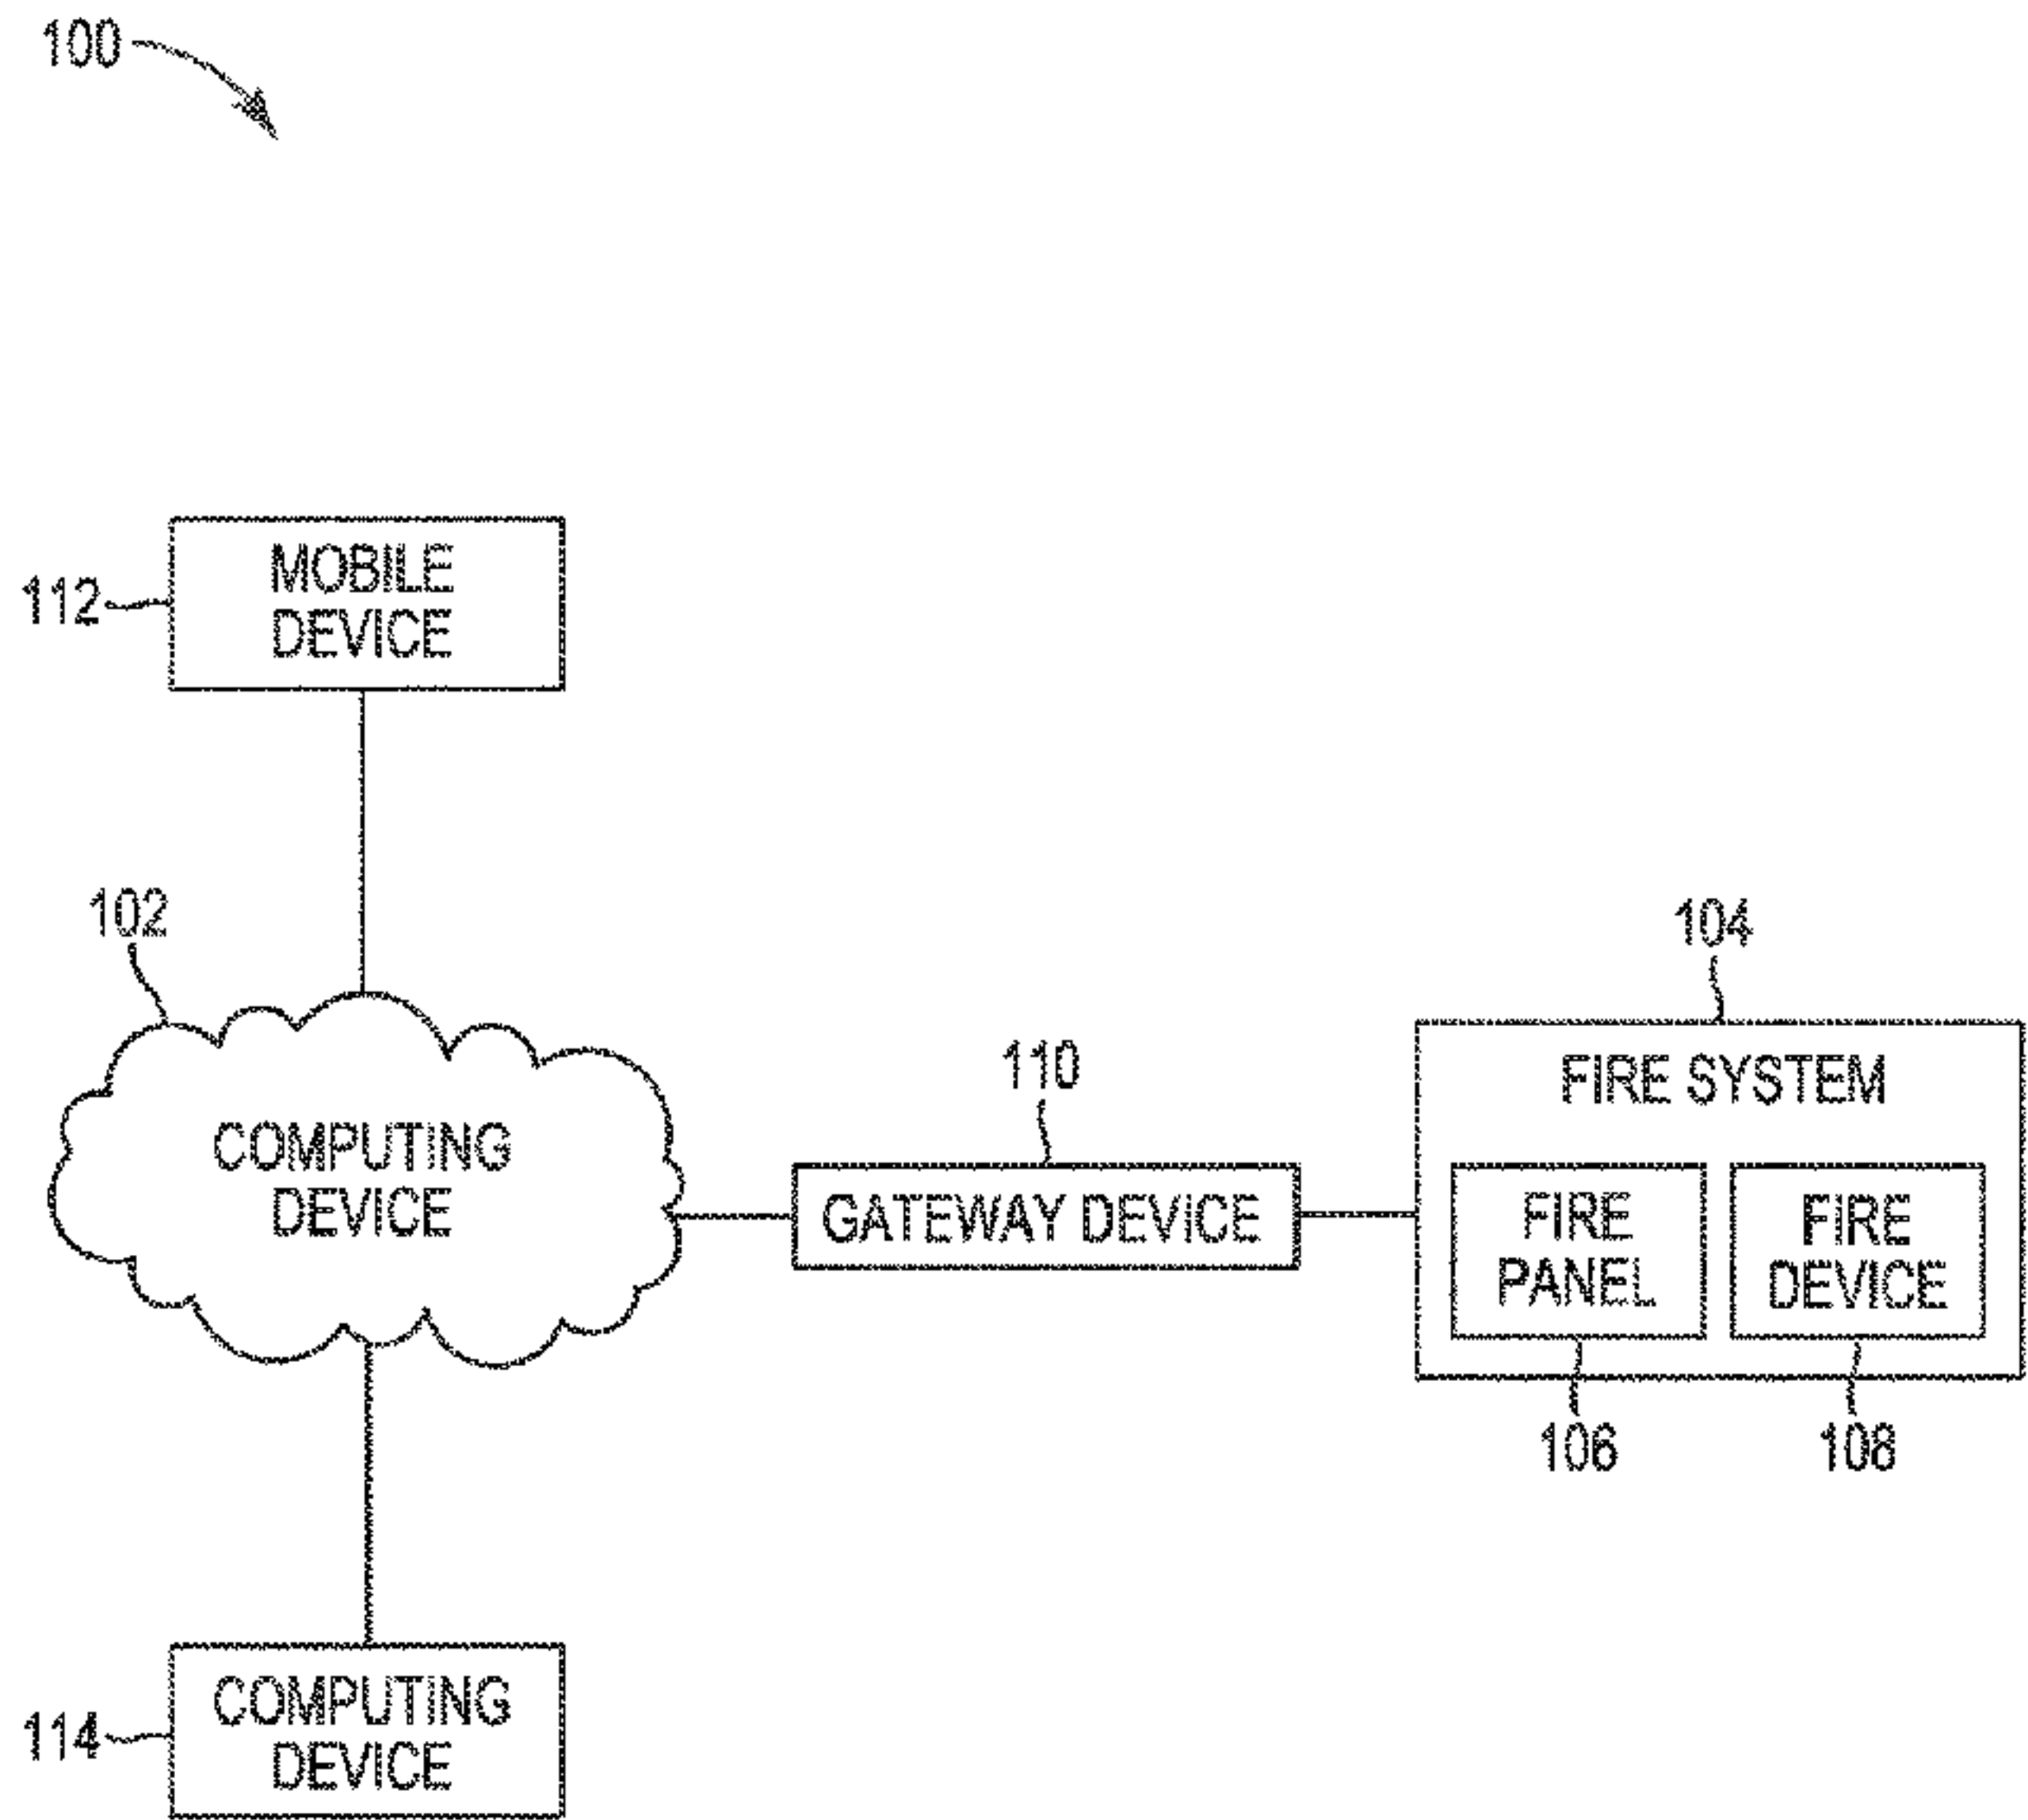 100
MOBILE
DEVICE
112
102
104
COMPUTING
DEVICE
110
GATEWAY DEVICE
FIRE SYSTEM
FIRE
PANEL
FIRE
DEVICE
106
108
COMPUTING
DEVICE
114